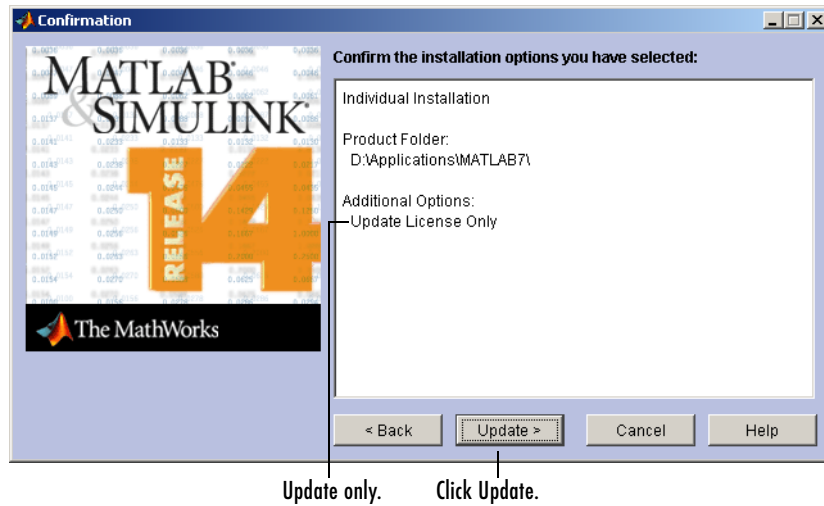 Confirmation
MATLAB®
&SIMULINK®
RELEASE
14
The MathWorks
Confirm the installation options you have selected:
Individual Installation
Product Folder:
D:\Applications\MATLAB7\
Additional Options:
Update License Only
< Back
Update >
Cancel
Help
Update only.
Click Update.